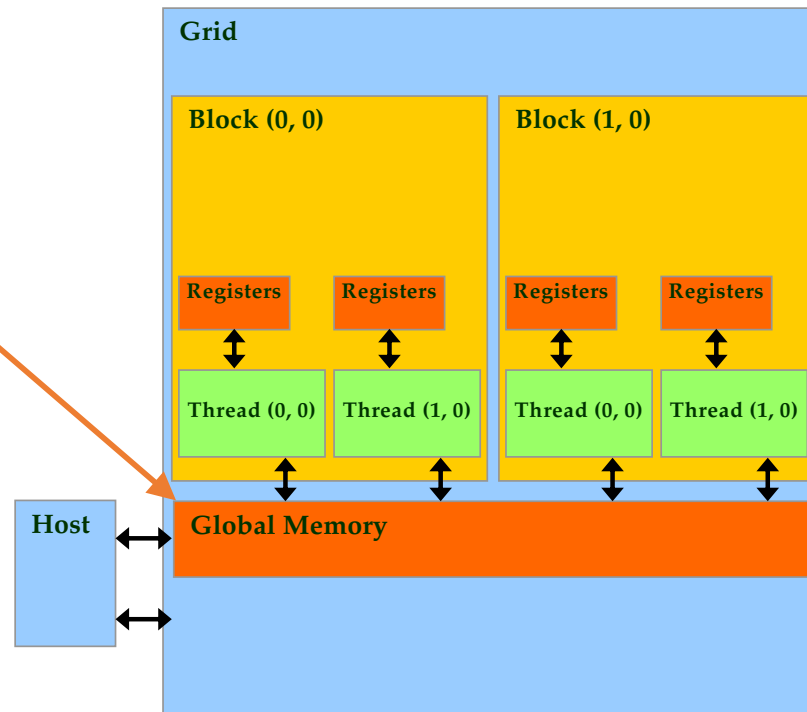 Grid
Block (0, 0)
Block (1, 0)
Registers
Registers
Registers
Registers
Thread (0, 0)
Thread (1, 0)
Thread (0, 0)
Thread (1, 0)
Host
Global Memory